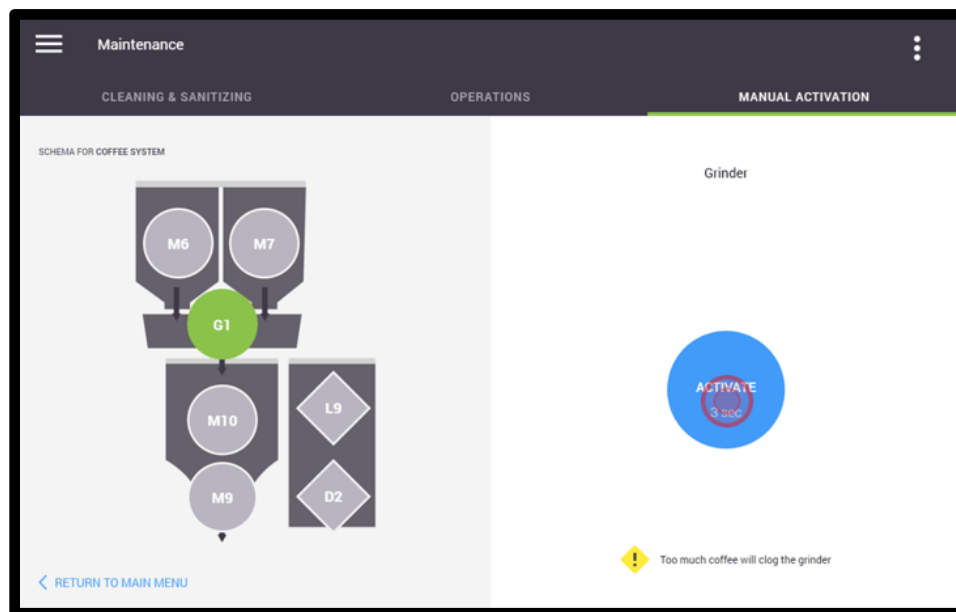 Maintenance
CLEANING & SANITIZING
OPERATIONS
MANUAL ACTIVATION
SCHEMA FOR COFFEE SYSTEM
M6
M7
G1
M10
M9
L9
D2
RETURN TO MAIN MENU
Grinder
ACTIVATE
3 sec
Too much coffee will clog the grinder